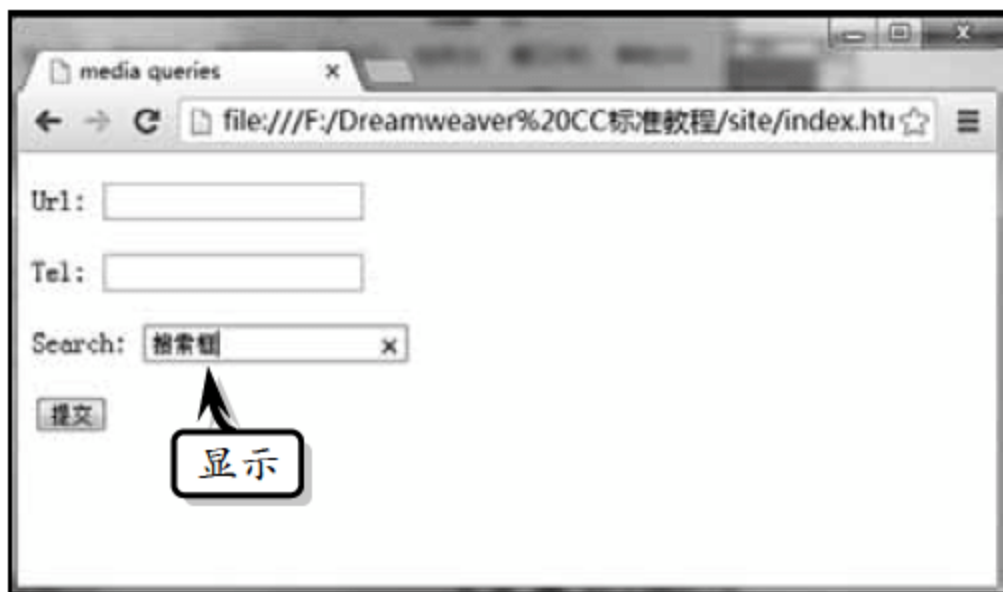 media queries
file:///F:/Dreamweaver%20CC标准教程/site/index.htm
Url:
Tel:
Search: 搜索框
提交
显示